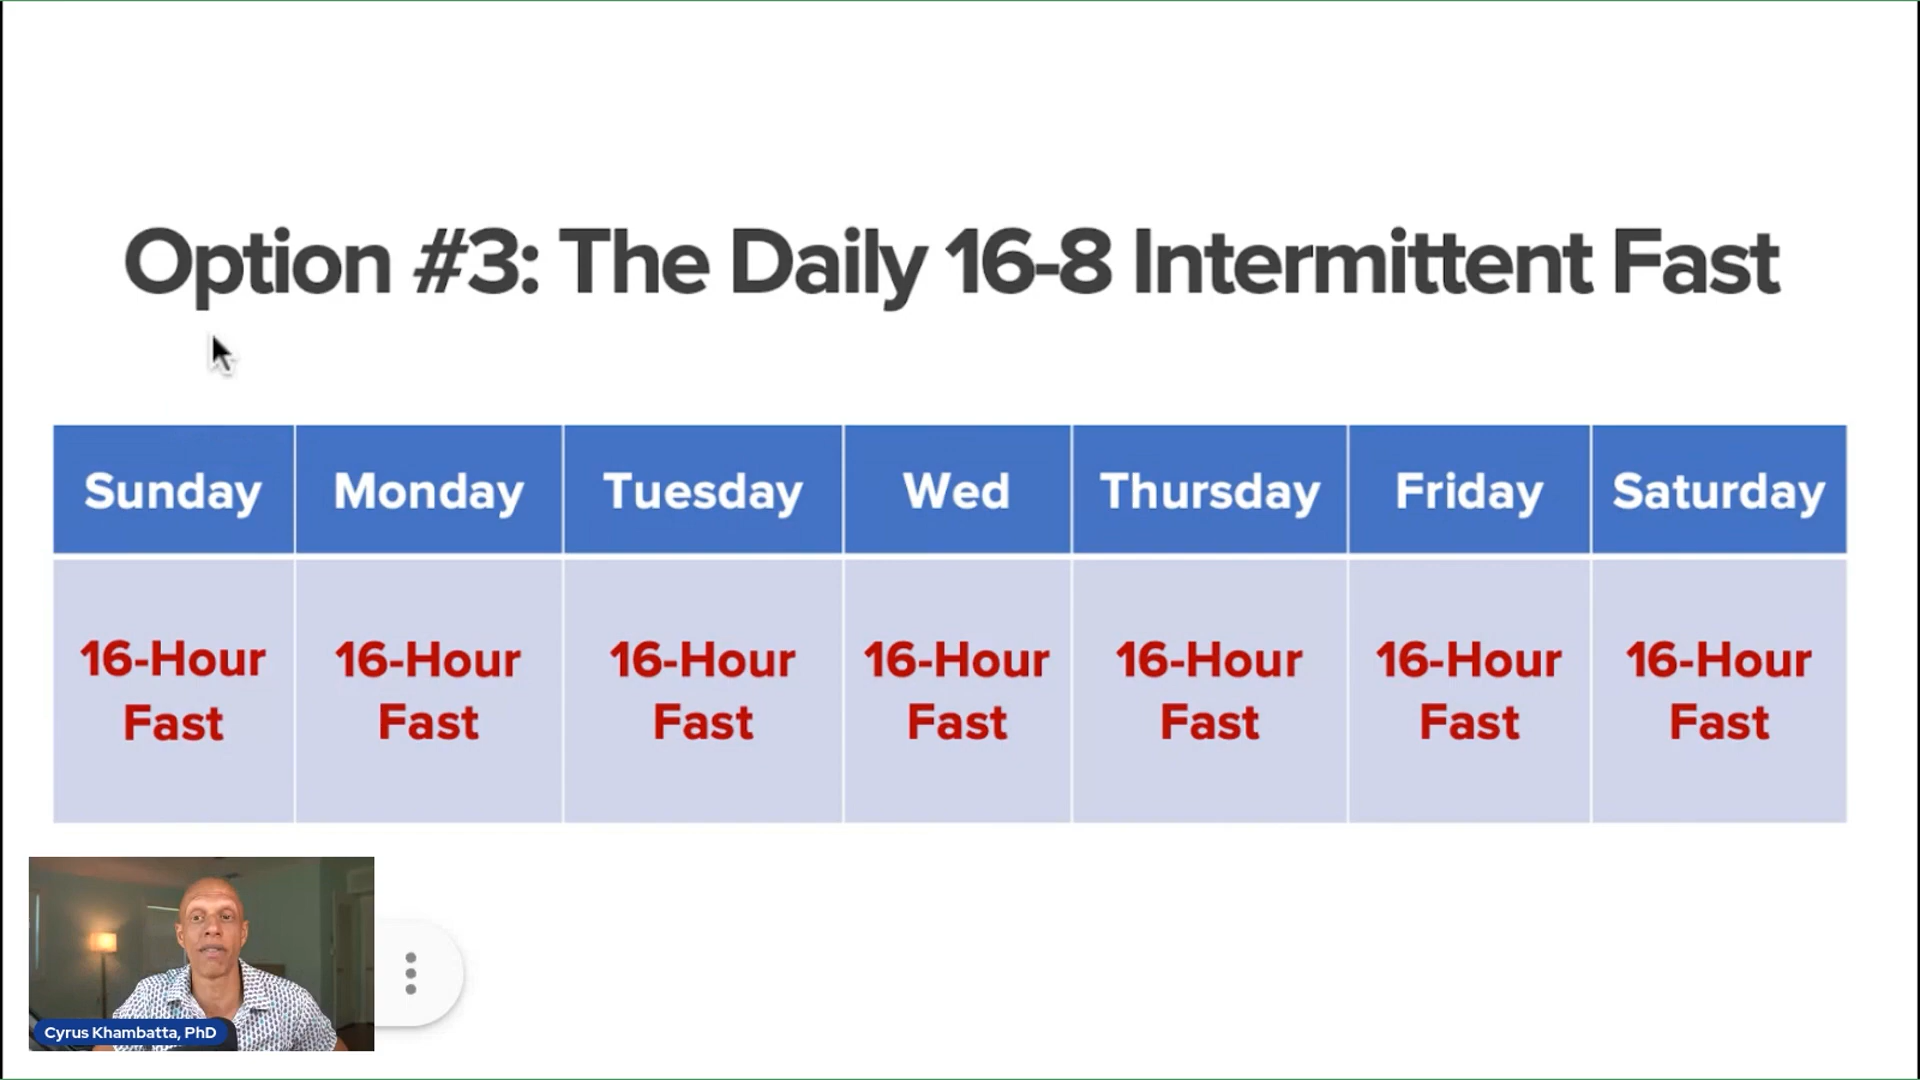 Option #3: The Daily 16-8 Intermittent Fast
Sunday Monday Tuesday Wed Thursday Friday Saturday
16-Hour 16-Hour 16-Hour 16-Hour 16-Hour 16-Hour 16-Hour
Fast Fast Fast Fast Fast Fast Fast
Cyrus Khambatta, PhD